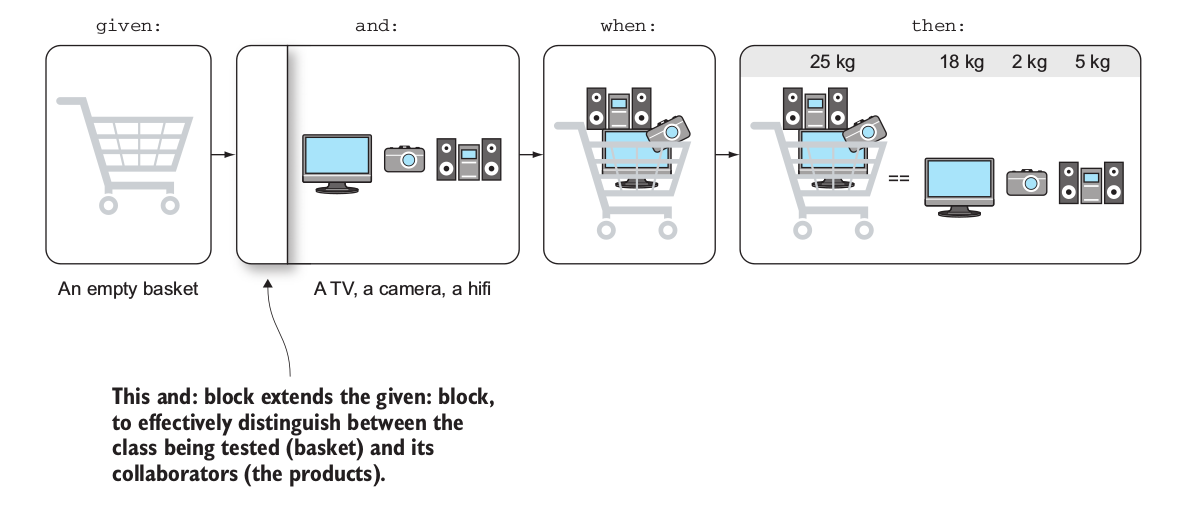 given:
and:
when:
then:
25 kg
18 kg
2 kg
5 kg
==
An empty basket
A TV, a camera, a hifi
This and: block extends the given: block,
to effectively distinguish between the
class being tested (basket) and its
collaborators (the products).